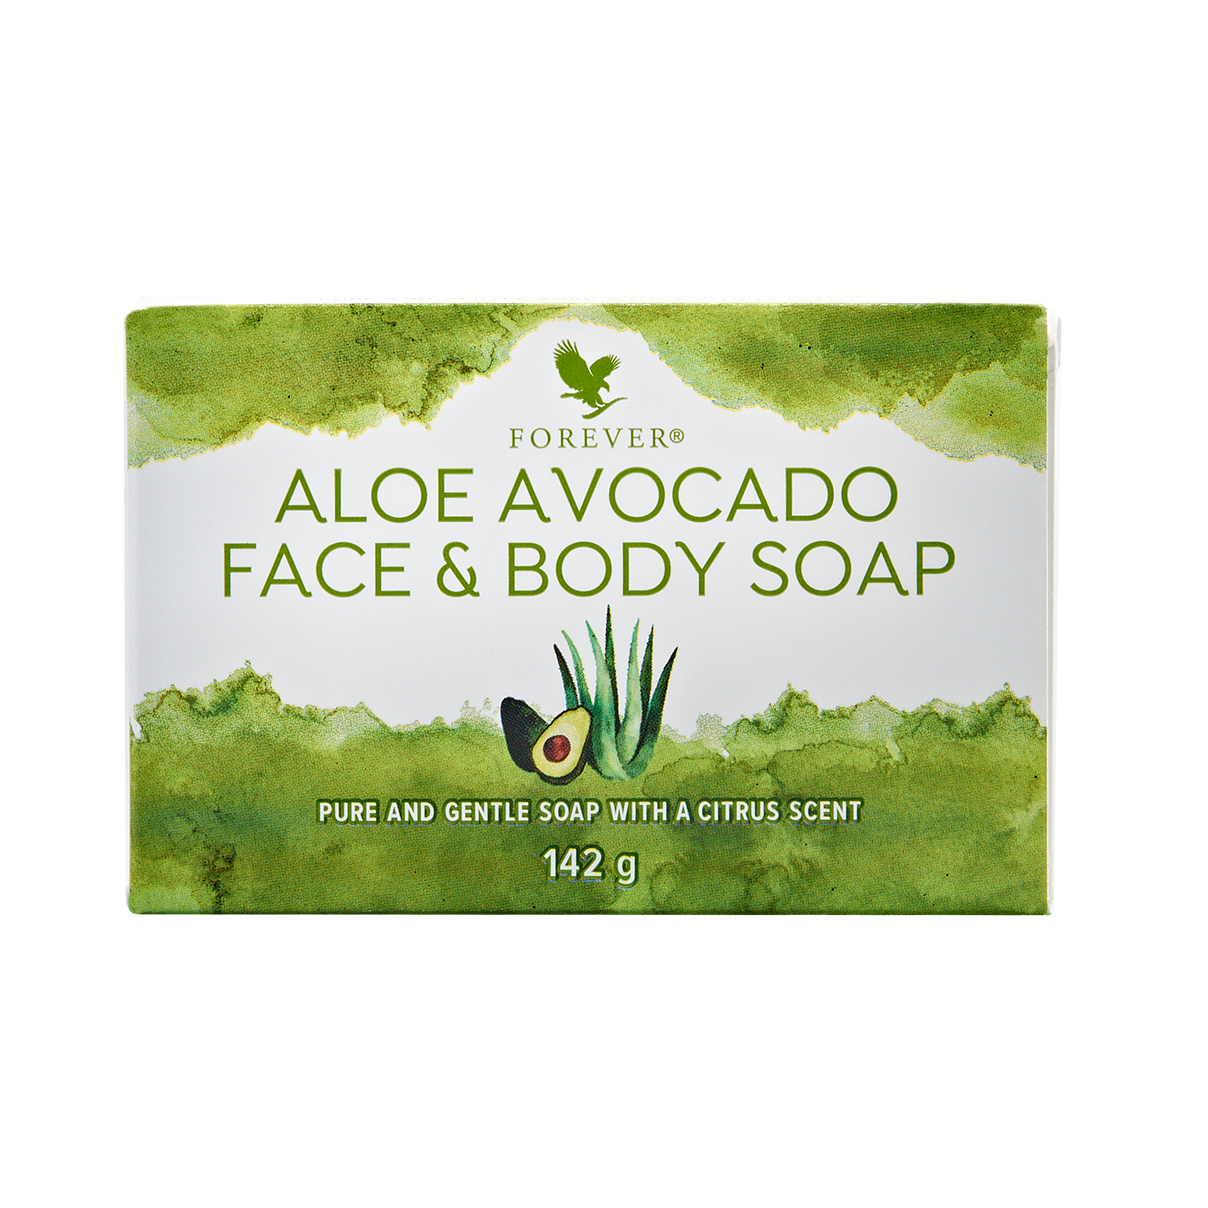 FOREVER®
ALOE AVOCADO
FACE & BODY SOAP
PURE AND GENTLE SOAP WITH A CITRUS SCENT
142 g